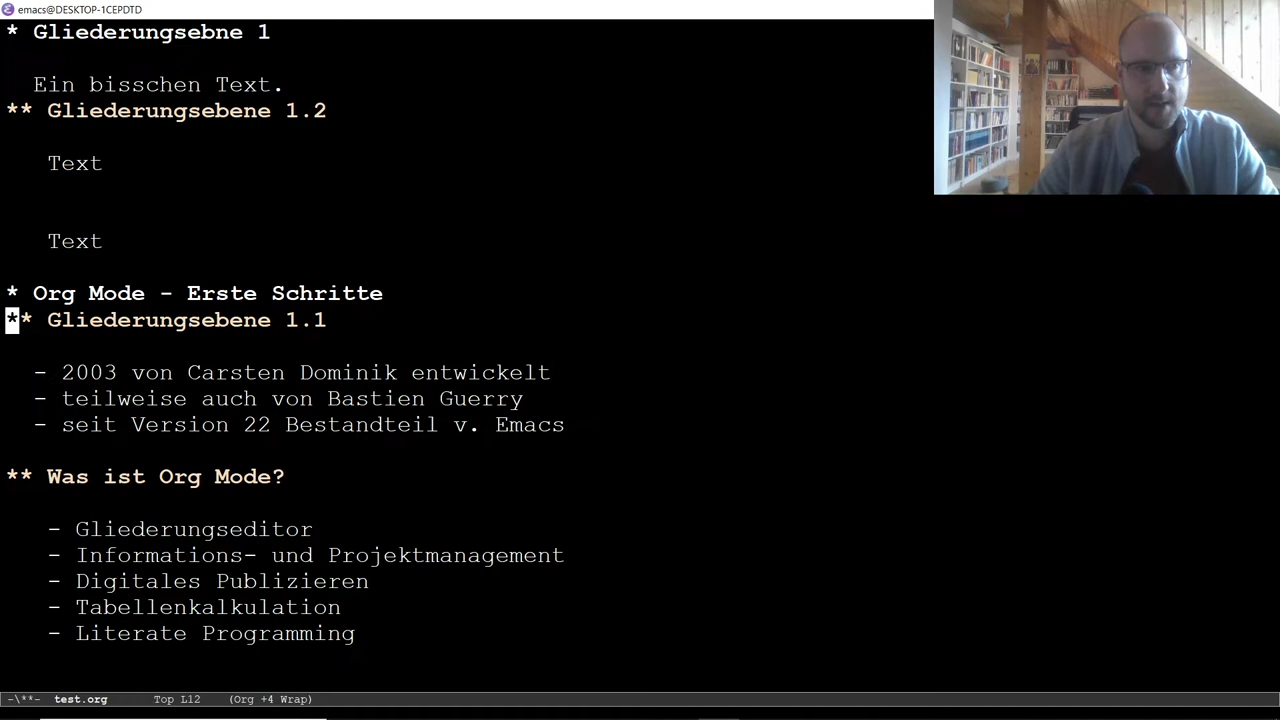 emacs@DESKTOP-1CEPDTD
* Gliederungsebne 1
Ein bisschen Text.
** Gliederungsebene 1.2
Text
Text
* Org Mode - Erste Schritte
** Gliederungsebene 1.1
- 2003 von Carsten Dominik entwickelt
- teilweise auch von Bastien Guerry
- seit Version 22 Bestandteil v. Emacs
** Was ist Org Mode?
- Gliederungseditor
- Informations- und Projektmanagement
- Digitales Publizieren
- Tabellenkalkulation
- Literate Programming
-\**-  test.org      Top L12    (Org +4 Wrap)